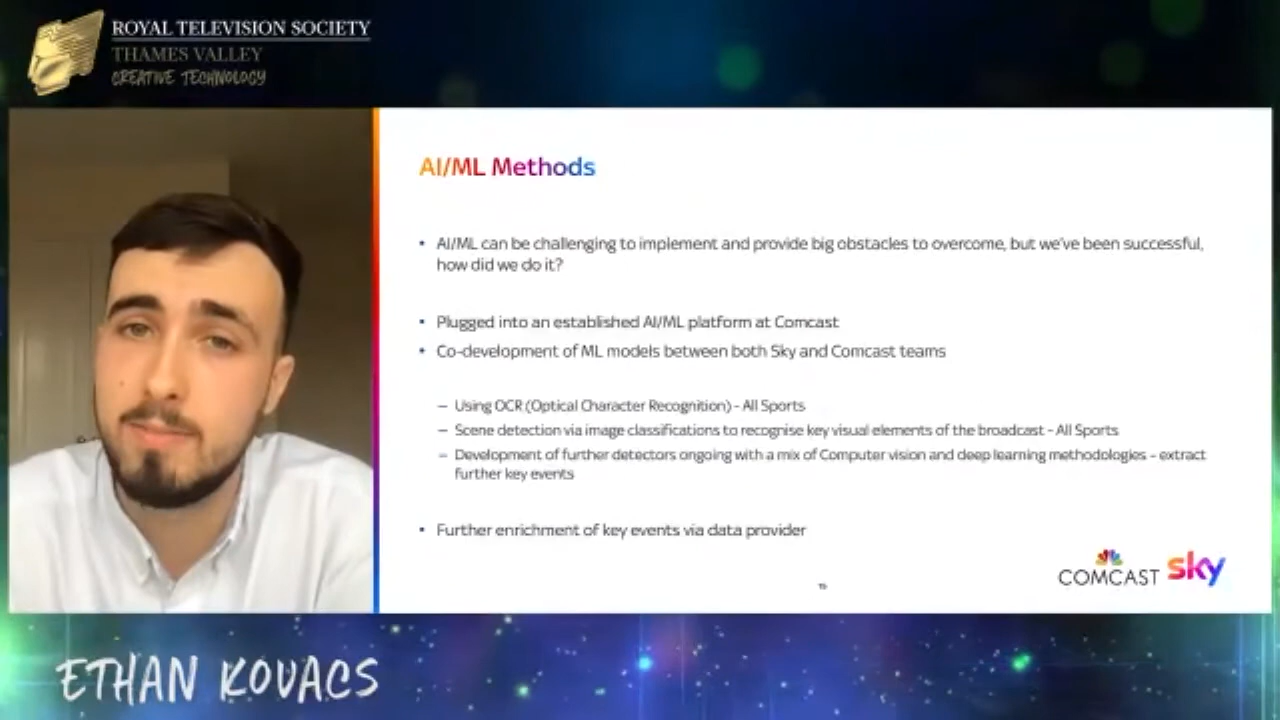 ROYAL TELEVISION SOCIETY
THAMES VALLEY
CREATIVE TECHNOLOGY
AI/ML Methods
• AI/ML can be challenging to implement and provide big obstacles to overcome, but we've been successful,
how did we do it?
• Plugged into an established AI/ML platform at Comcast
• Co-development of ML models between both Sky and Comcast teams
– Using OCR (Optical Character Recognition) - All Sports
– Scene detection via image classifications to recognise key visual elements of the broadcast - All Sports
– Development of further detectors ongoing with a mix of Computer vision and deep learning methodologies - extract
further key events
• Further enrichment of key events via data provider
COMCAST sky
ETHAN KOVACS